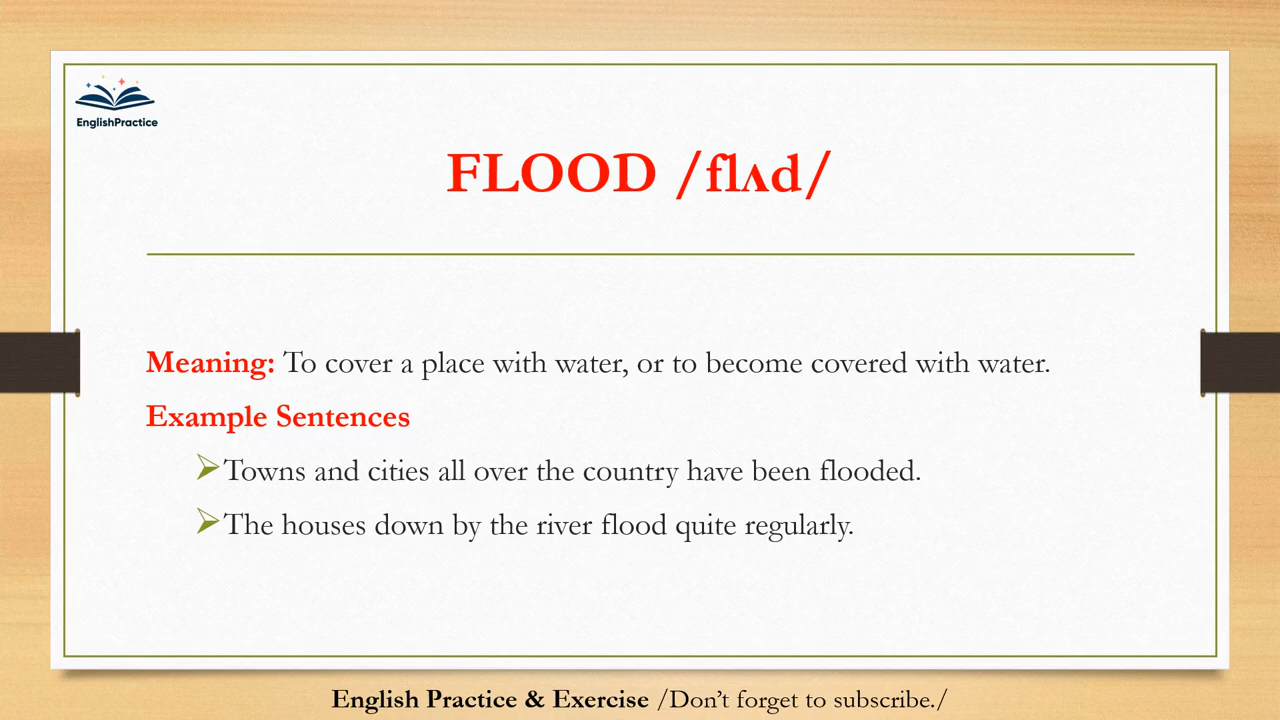 EnglishPractice
FLOOD /flʌd/
Meaning: To cover a place with water, or to become covered with water.
Example Sentences
➢Towns and cities all over the country have been flooded.
➢The houses down by the river flood quite regularly.
English Practice & Exercise /Don’t forget to subscribe./